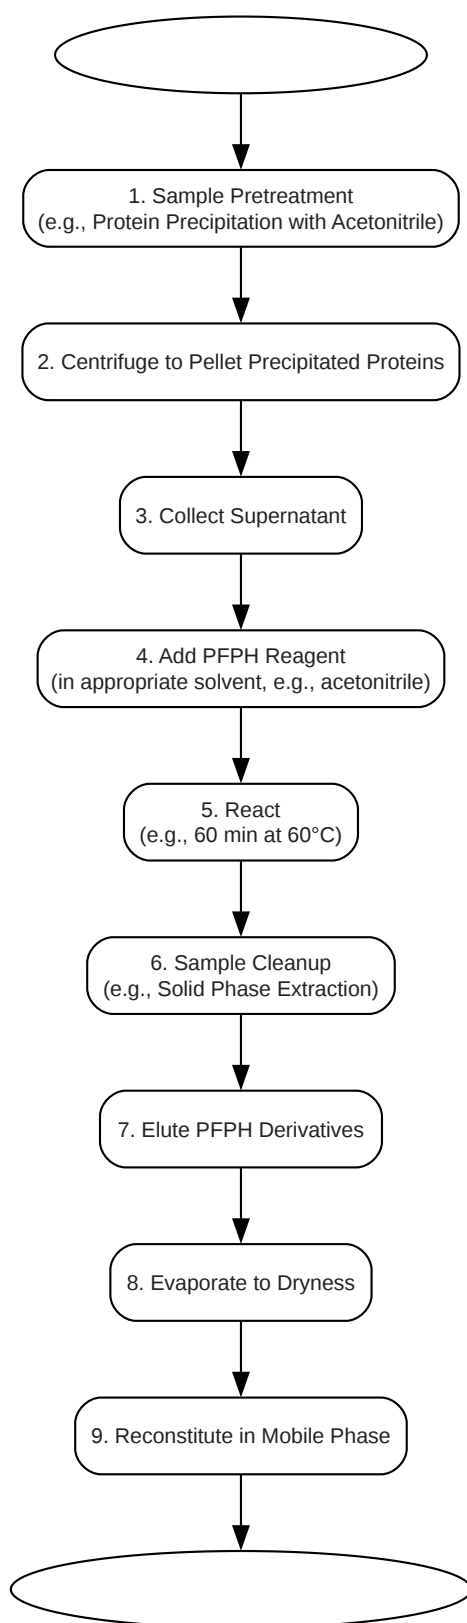 1. Sample Pretreatment
(e.g., Protein Precipitation with Acetonitrile)
2. Centrifuge to Pellet Precipitated Proteins
3. Collect Supernatant
4. Add PFPH Reagent
(in appropriate solvent, e.g., acetonitrile)
5. React
(e.g., 60 min at 60°C)
6. Sample Cleanup
(e.g., Solid Phase Extraction)
7. Elute PFPH Derivatives
8. Evaporate to Dryness
9. Reconstitute in Mobile Phase